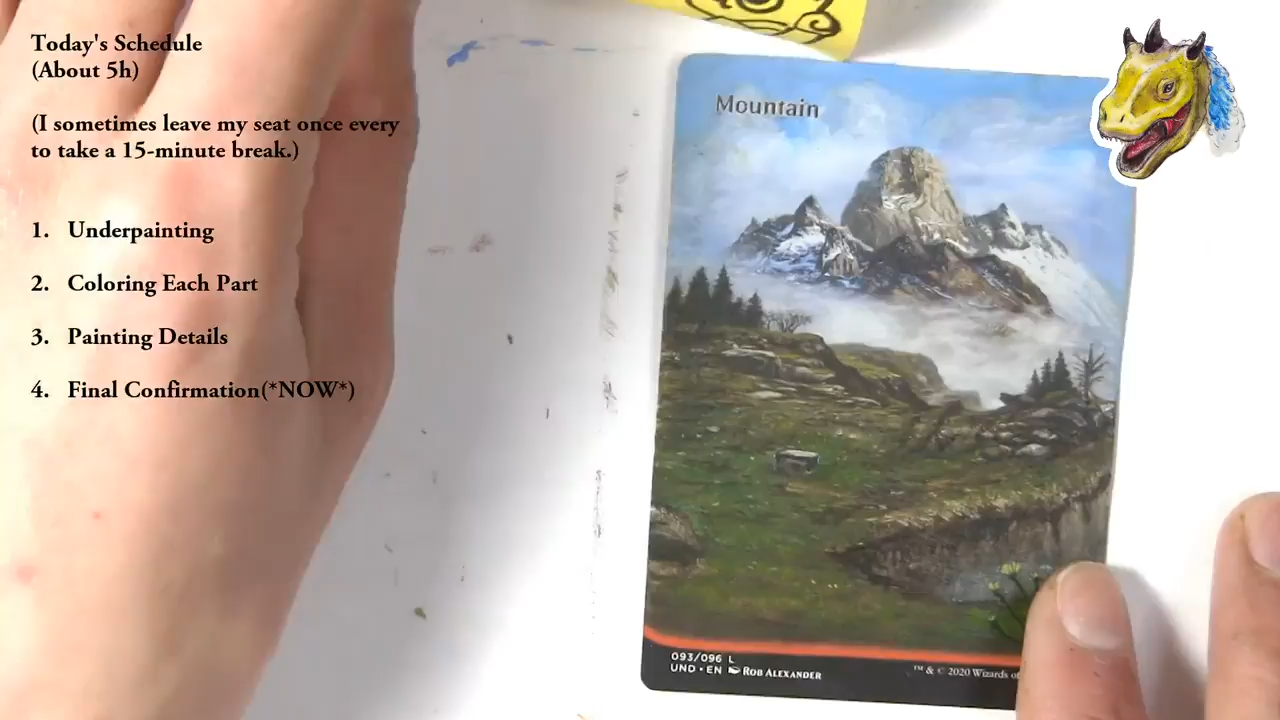 Today's Schedule
(About 5h)
(I sometimes leave my seat once every
to take a 15-minute break.)
1. Underpainting
2. Coloring Each Part
3. Painting Details
4. Final Confirmation(*NOW*)
Mountain
093/096 L
UND • EN ROB ALEXANDER
™ & © 2020 Wizards of